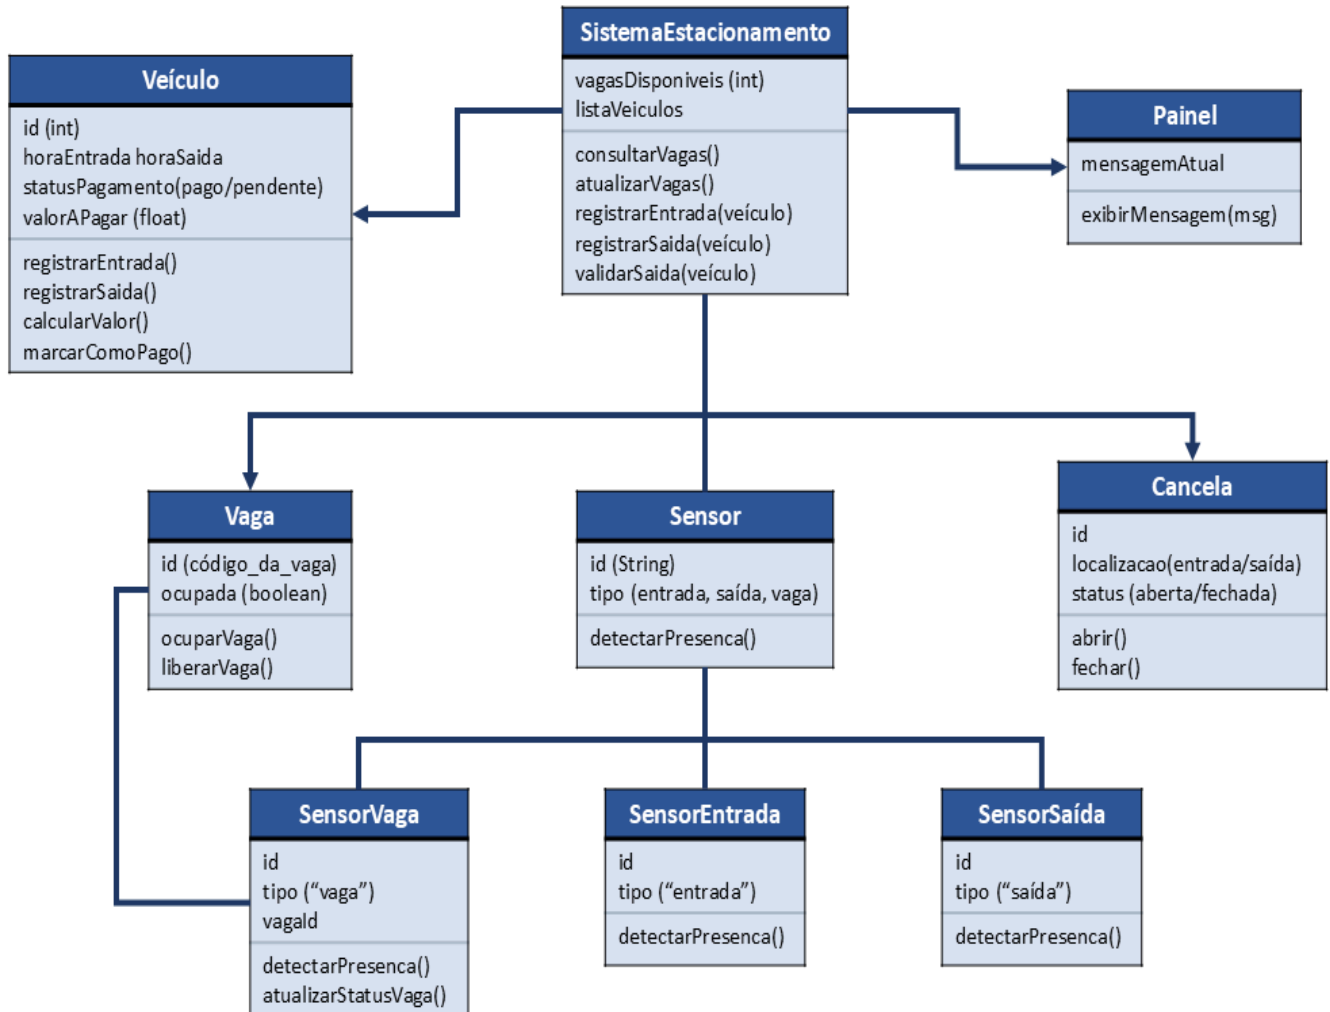 SistemaEstacionamento
vagasDisponiveis (int)
listaVeiculos
consultarVagas()
atualizarVagas()
registrarEntrada(veículo)
registrarSaida(veículo)
validarSaida(veículo)
Veículo
id (int)
horaEntrada horaSaida
statusPagamento(pago/pendente)
valorAPagar (float)
registrarEntrada()
registrarSaida()
calcularValor()
marcarComoPago()
Painel
mensagemAtual
exibirMensagem(msg)
Vaga
id (código_da_vaga)
ocupada (boolean)
ocuparVaga()
liberarVaga()
Sensor
id (String)
tipo (entrada, saída, vaga)
detectarPresenca()
Cancela
id
localizacao(entrada/saída)
status (aberta/fechada)
abrir()
fechar()
SensorVaga
id
tipo (“vaga”)
vagaId
detectarPresenca()
atualizarStatusVaga()
SensorEntrada
id
tipo (“entrada”)
detectarPresenca()
SensorSaída
id
tipo (“saída”)
detectarPresenca()